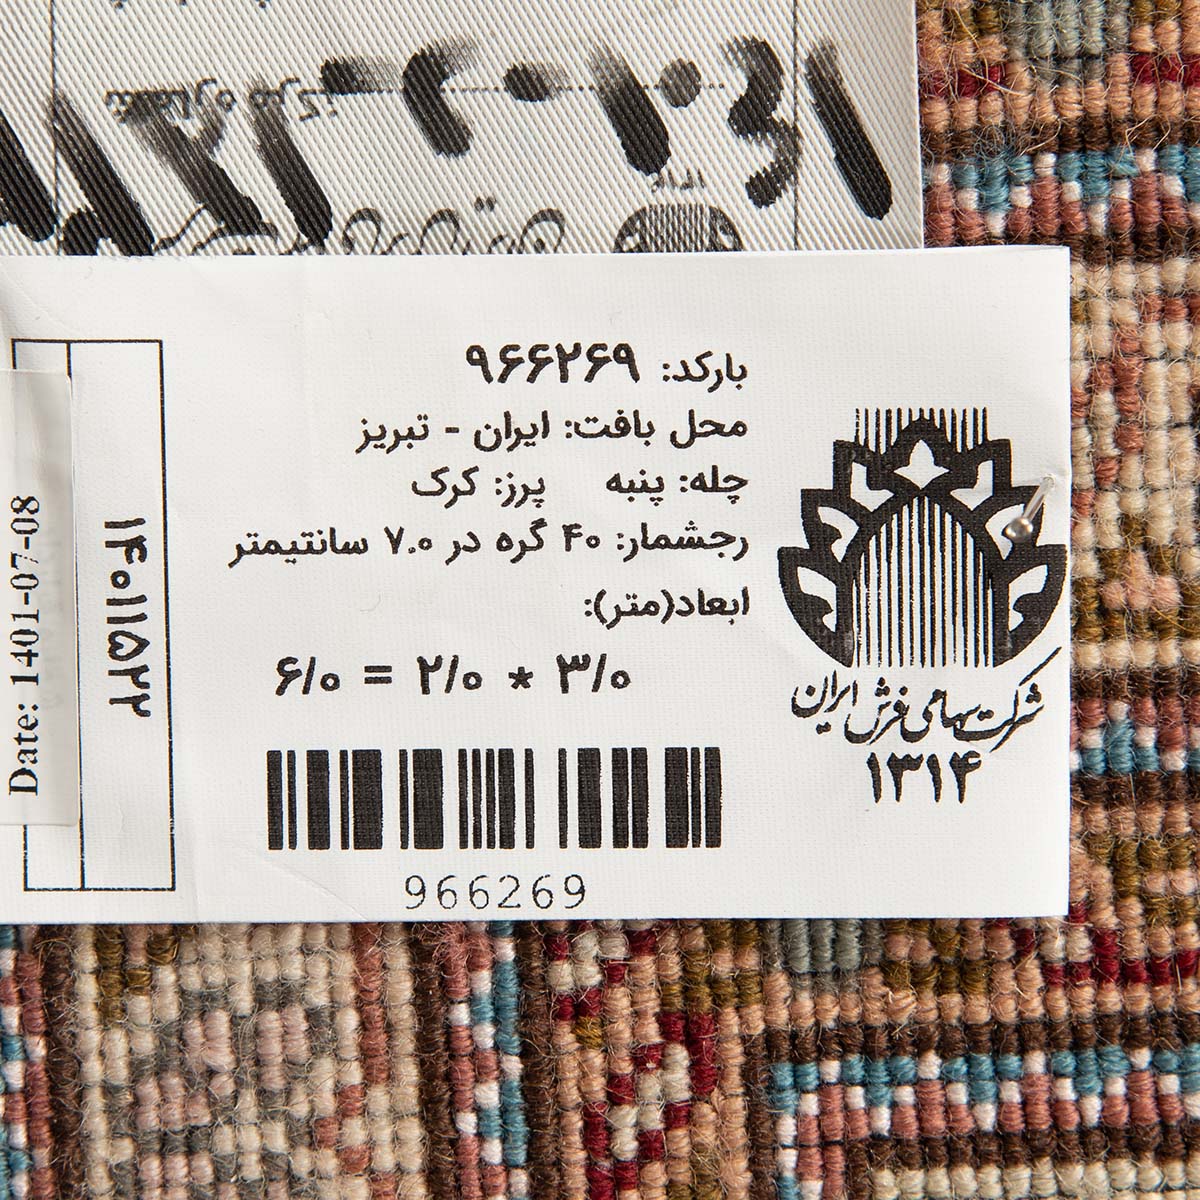 بارکد: ۹۶۶۲۶۹
محل بافت: ایران - تبریز
چله: پنبه پرز: کرک
رجشمار: ۴۰ گره در ۷.۰ سانتیمتر
ابعاد(متر):
۶/۰ = ۲/۰ * ۳/۰
966269
شرکت سهامی فرش ایران
۱۳۱۴
۱۴۰۱۱۵۲۲
Date: 1401-07-08